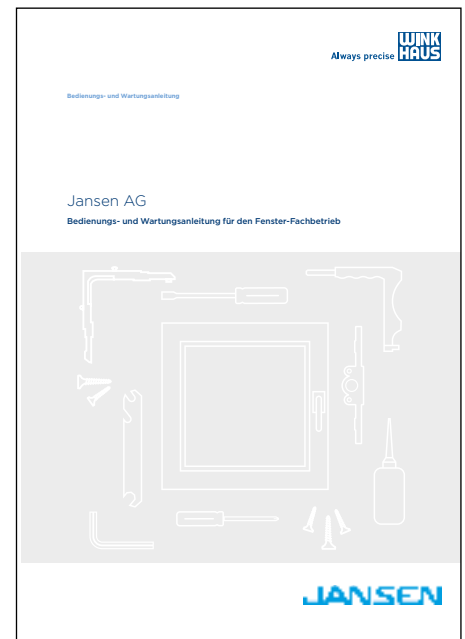 Always precise
WINK
HAUS
Bedienungs- und Wartungsanleitung
Jansen AG
Bedienungs- und Wartungsanleitung für den Fenster-Fachbetrieb
JANSEN